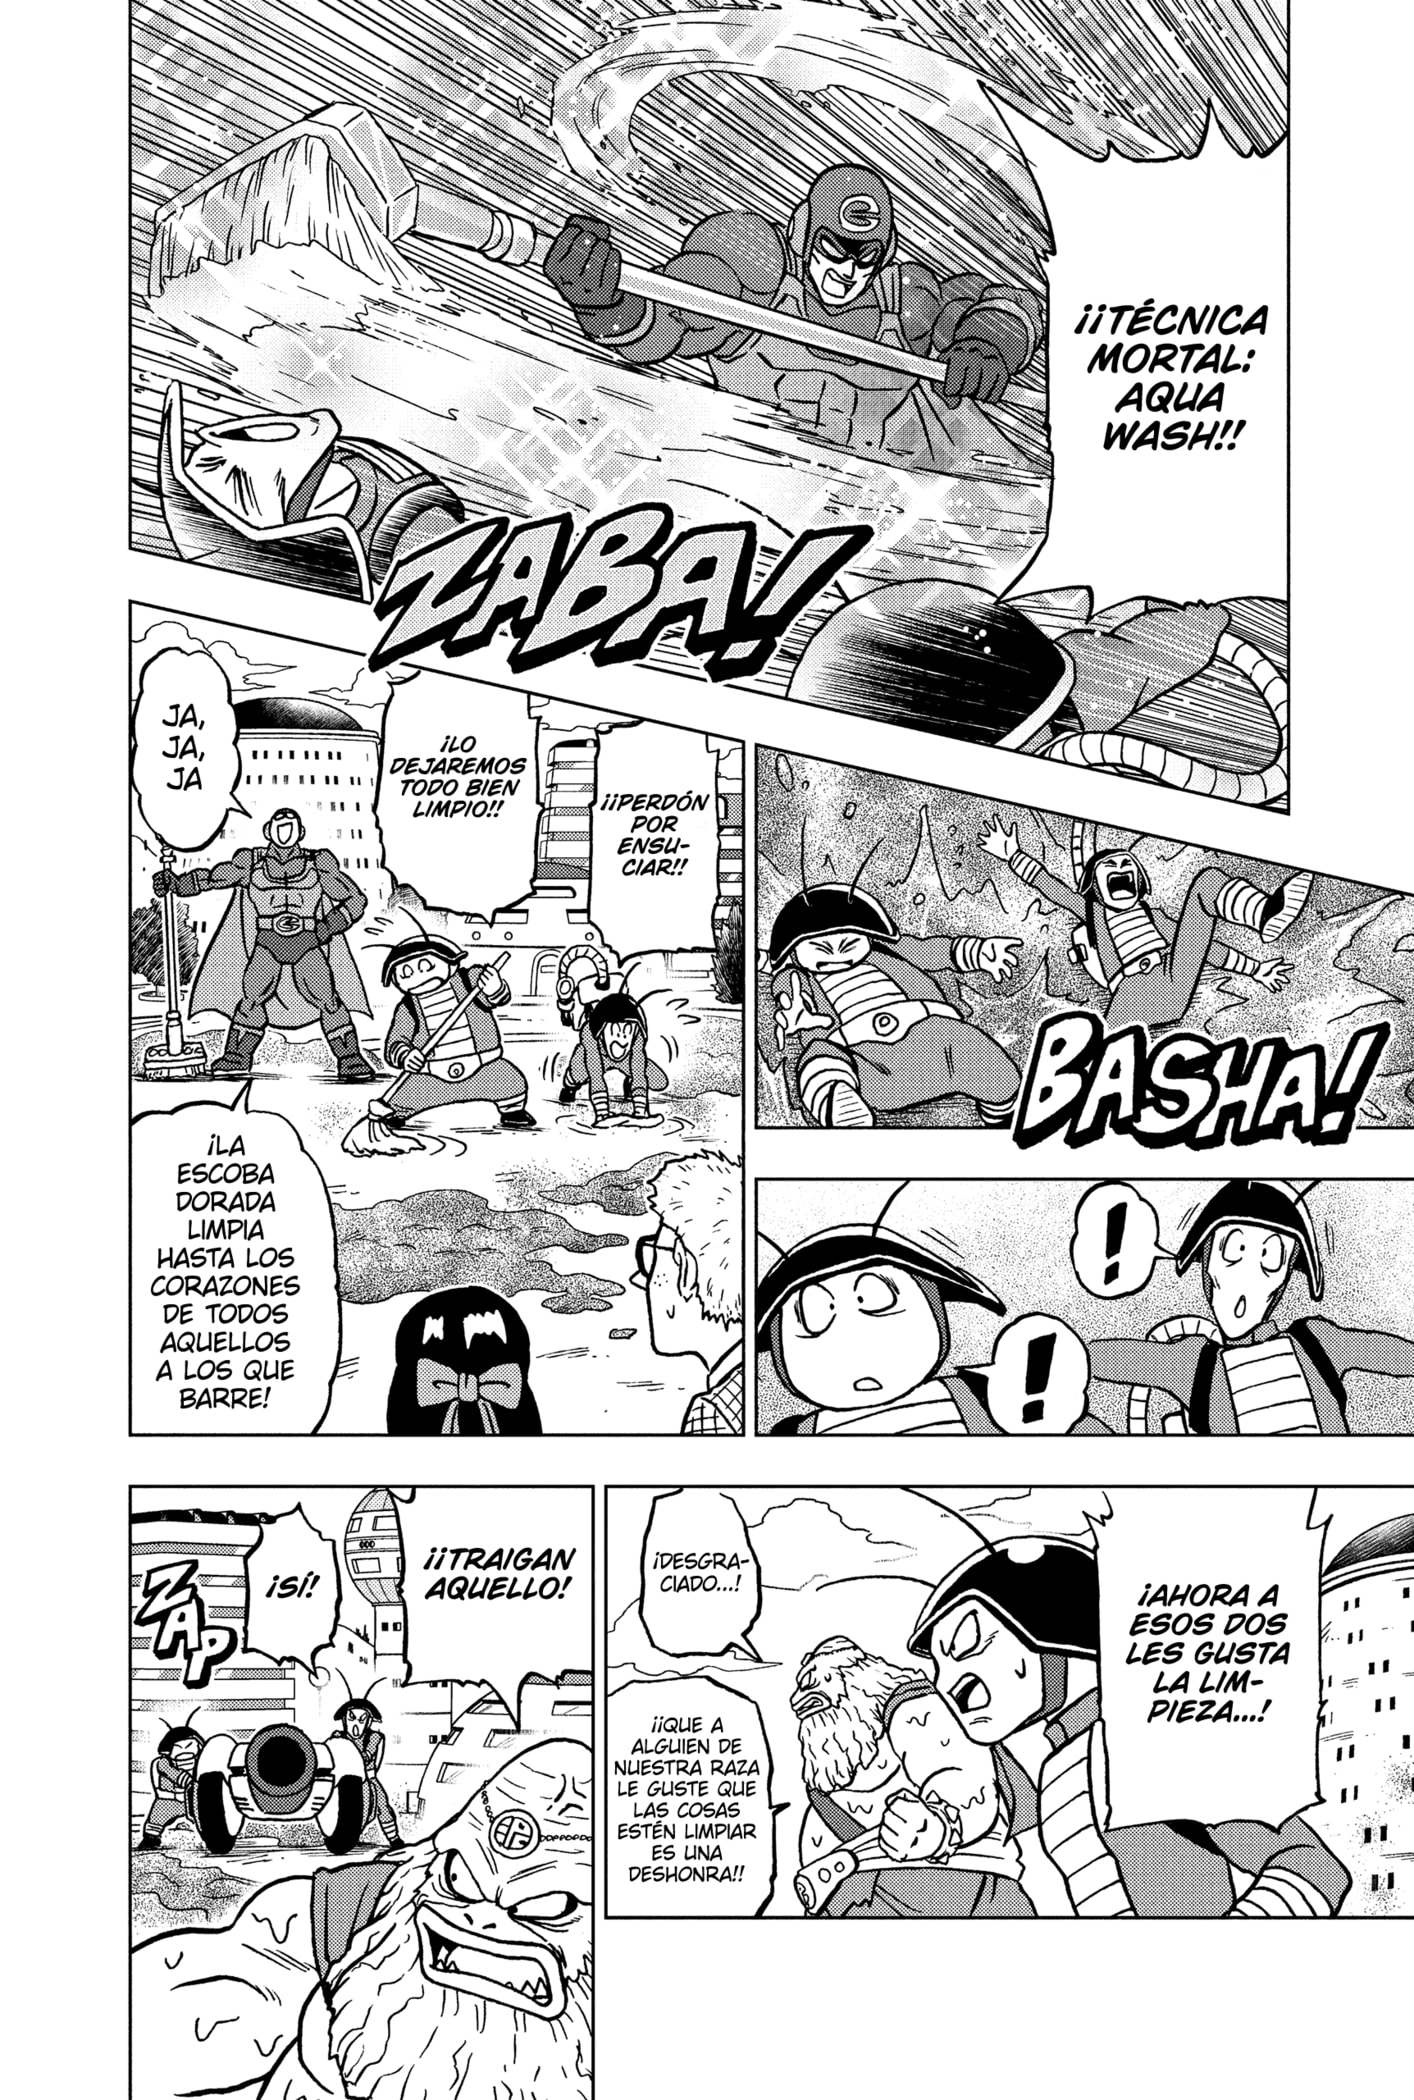 ¡¡TÉCNICA
MORTAL:
AQUA
WASH!!
ZABA!
BASHA!
!
!
¡¡PERDÓN
POR
ENSU-
CIAR!!
¡LO
DEJAREMOS
TODO BIEN
LIMPIO!!
JA,
JA,
JA
¡LA
ESCOBA
DORADA
LIMPIA
HASTA LOS
CORAZONES
DE TODOS
AQUELLOS
A LOS QUE
BARRE!
¡AHORA A
ESOS DOS
LES GUSTA
LA LIM-
PIEZA...!
¡DESGRA-
CIADO...!
¡¡QUE A
ALGUIEN DE
NUESTRA RAZA
LE GUSTE QUE
LAS COSAS
ESTÉN LIMPIAR
ES UNA
DESHONRA!!
¡¡TRAIGAN
AQUELLO!
¡SÍ!
ZAP